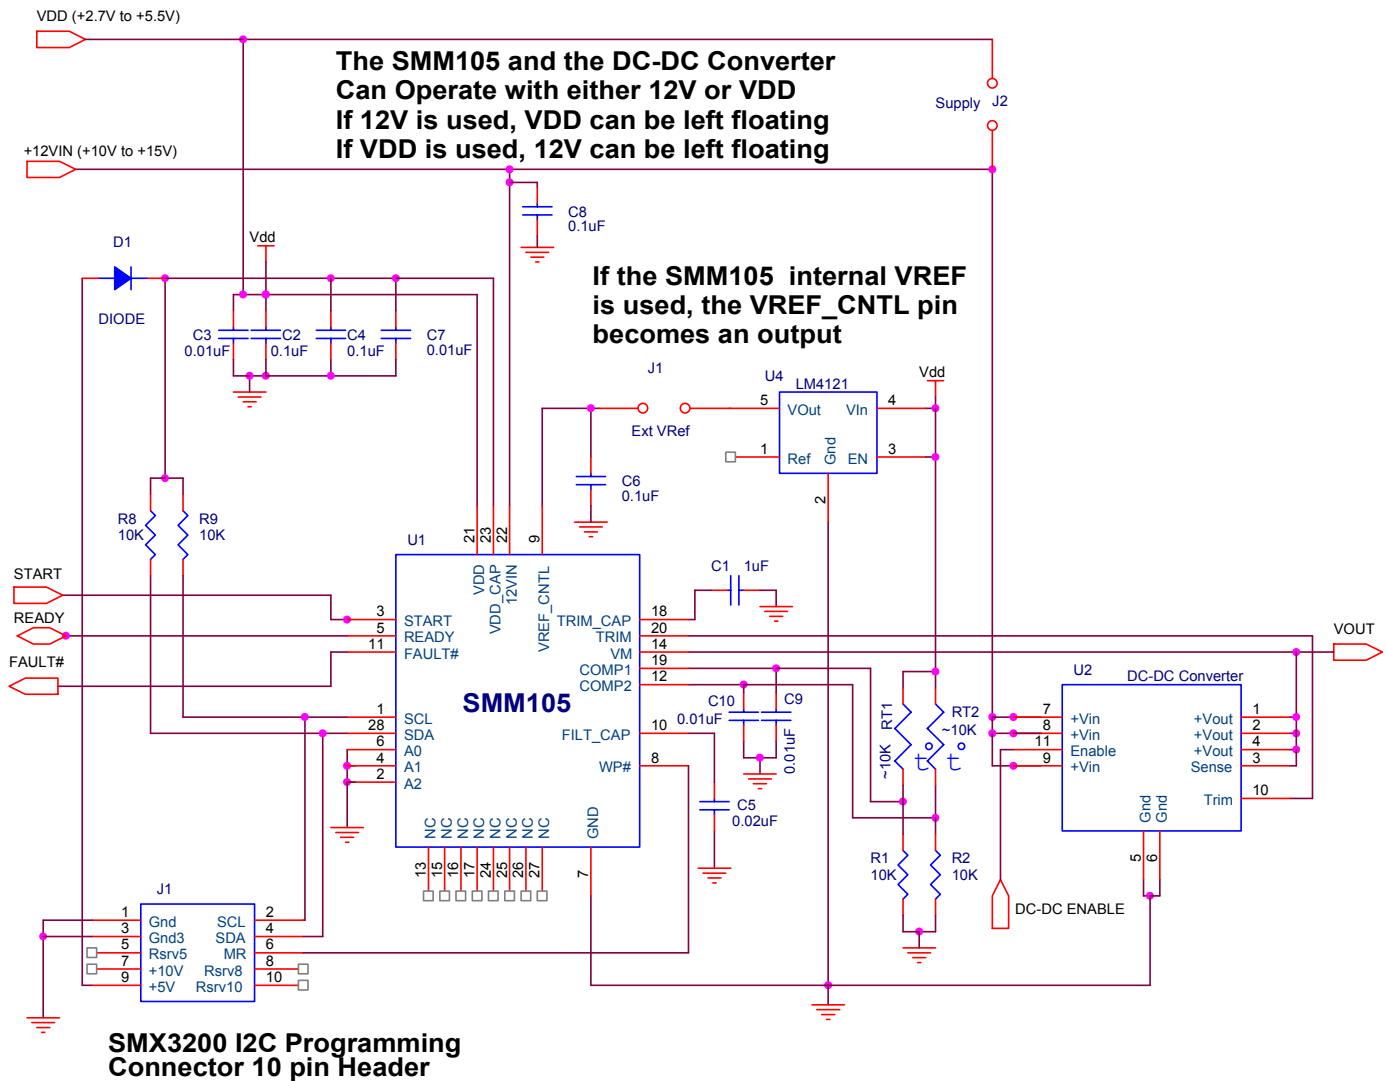 VDD (+2.7V to +5.5V)
The SMM105 and the DC-DC Converter
Can Operate with either 12V or VDD
If 12V is used, VDD can be left floating
If VDD is used, 12V can be left floating
Supply J2
+12VIN (+10V to +15V)
C8
0.1uF
D1
DIODE
Vdd
C3
0.01uF
C2
0.1uF
C4
0.1uF
C7
0.01uF
If the SMM105 internal VREF
is used, the VREF_CNTL pin
becomes an output
J1
Ext VRef
U4
LM4121
Vdd
5 VOut VIn 4
1 Ref Gnd EN 3
2
C6
0.1uF
R8
10K
R9
10K
START
READY
FAULT#
U1
21 23 22 9
VDD
VDD_CAP
12VIN
VREF_CNTL
3 START
5 READY
11 FAULT#
1 SCL
28 SDA
6 A0
4 A1
2 A2
SMM105
TRIM_CAP 18
TRIM 20
VM 14
COMP1 19
COMP2 12
FILT_CAP 10
WP# 8
NC NC NC NC NC NC NC NC
13 15 16 17 24 25 26 27
GND
7
C1 1uF
C10
0.01uF
C9
0.01uF
C5
0.02uF
RT1
~10K
t°
RT2
~10K
t°
R1
10K
R2
10K
VOUT
U2
DC-DC Converter
7 +Vin
8 +Vin
11 Enable
9 +Vin
+Vout 1
+Vout 2
+Vout 4
Sense 3
Trim 10
Gnd Gnd
5 6
DC-DC ENABLE
J1
1 Gnd SCL 2
3 Gnd3 SDA 4
5 Rsrv5 MR 6
7 +10V Rsrv8 8
9 +5V Rsrv10 10
SMX3200 I2C Programming
Connector 10 pin Header